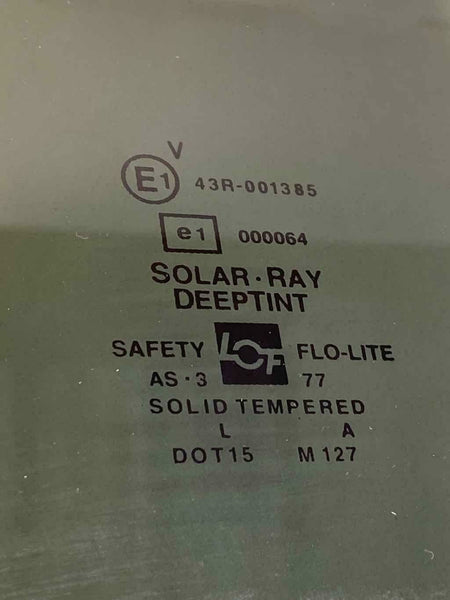 V
E1 43R-001385
e1 000064
SOLAR·RAY
DEEPTINT
SAFETY LOF FLO-LITE
AS·3 77
SOLID TEMPERED
L A
DOT15 M127